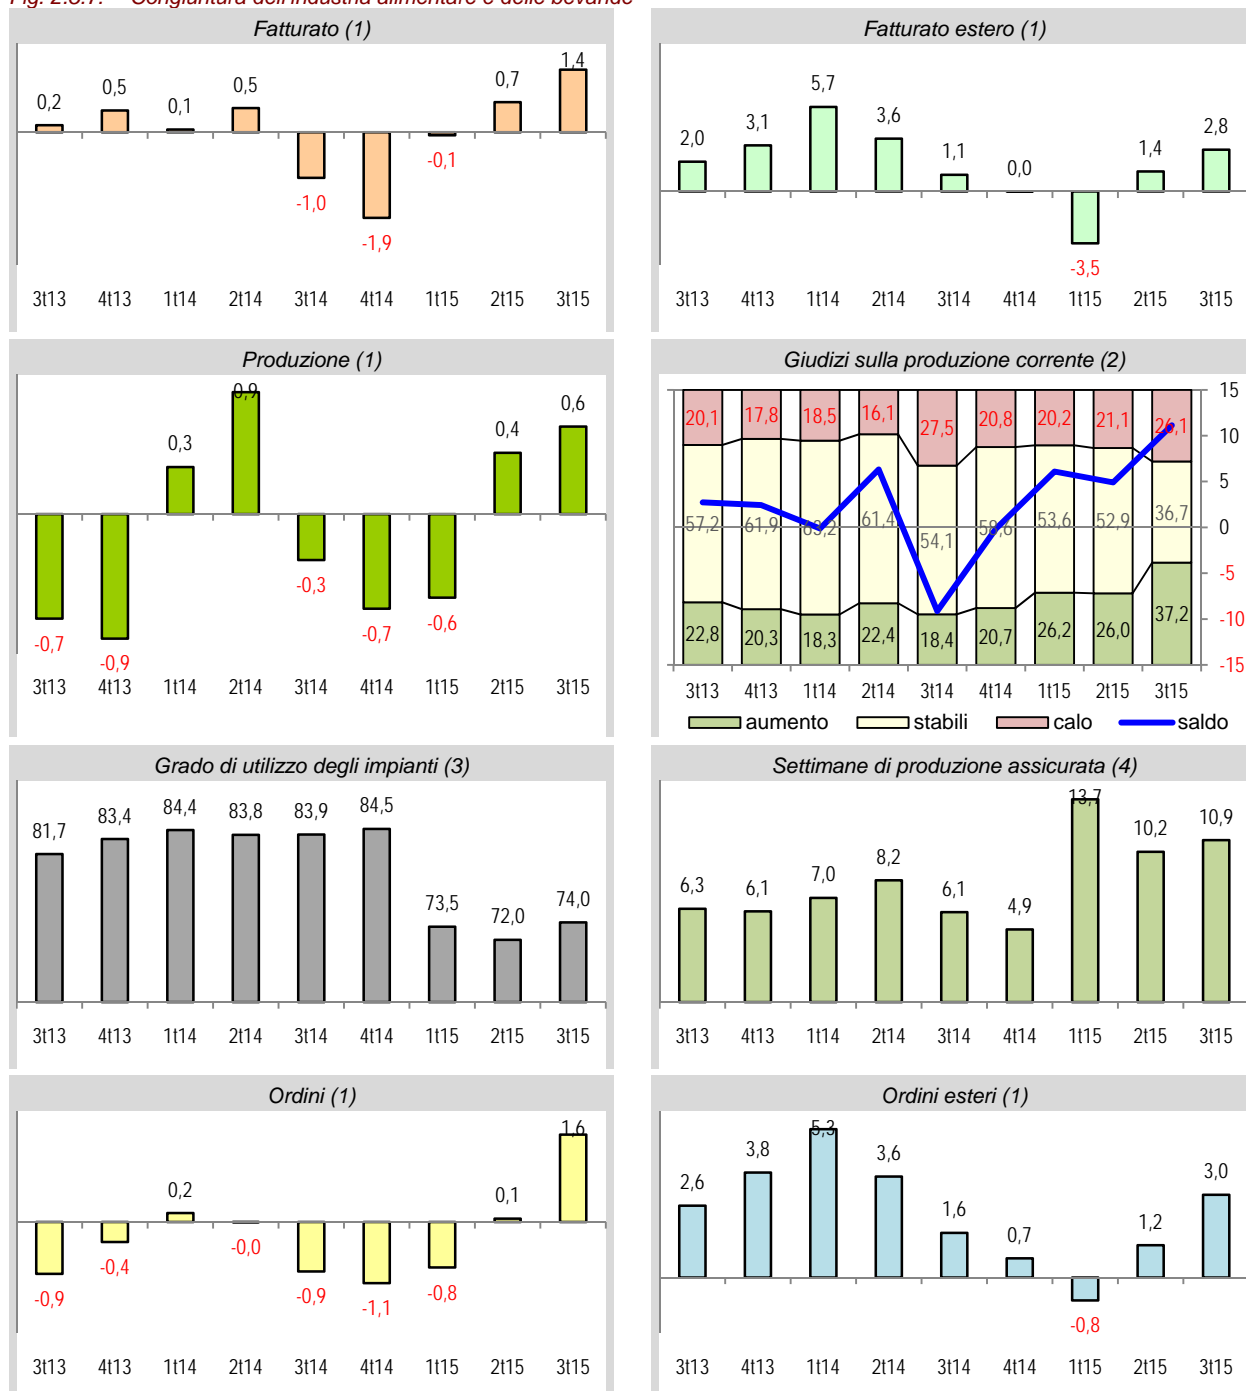 Fig. 2.3.7. Congiuntura dell'industria alimentare e delle bevande
Fatturato (1)
0,2 0,5 0,1 0,5 -1,0 -1,9 -0,1 0,7 1,4
3t13 4t13 1t14 2t14 3t14 4t14 1t15 2t15 3t15
Fatturato estero (1)
2,0 3,1 5,7 3,6 1,1 0,0 -3,5 1,4 2,8
3t13 4t13 1t14 2t14 3t14 4t14 1t15 2t15 3t15
Produzione (1)
-0,7 -0,9 0,3 0,9 -0,3 -0,7 -0,6 0,4 0,6
3t13 4t13 1t14 2t14 3t14 4t14 1t15 2t15 3t15
Giudizi sulla produzione corrente (2)
20,1 17,8 18,5 16,1 27,5 20,8 20,2 21,1 26,1
57,2 61,9 63,2 61,4 54,1 58,6 53,6 52,9 36,7
22,8 20,3 18,3 22,4 18,4 20,7 26,2 26,0 37,2
15
10
5
0
-5
-10
-15
3t13 4t13 1t14 2t14 3t14 4t14 1t15 2t15 3t15
aumento stabili calo saldo
Grado di utilizzo degli impianti (3)
81,7 83,4 84,4 83,8 83,9 84,5 73,5 72,0 74,0
3t13 4t13 1t14 2t14 3t14 4t14 1t15 2t15 3t15
Settimane di produzione assicurata (4)
6,3 6,1 7,0 8,2 6,1 4,9 13,7 10,2 10,9
3t13 4t13 1t14 2t14 3t14 4t14 1t15 2t15 3t15
Ordini (1)
-0,9 -0,4 0,2 -0,0 -0,9 -1,1 -0,8 0,1 1,6
3t13 4t13 1t14 2t14 3t14 4t14 1t15 2t15 3t15
Ordini esteri (1)
2,6 3,8 5,3 3,6 1,6 0,7 -0,8 1,2 3,0
3t13 4t13 1t14 2t14 3t14 4t14 1t15 2t15 3t15